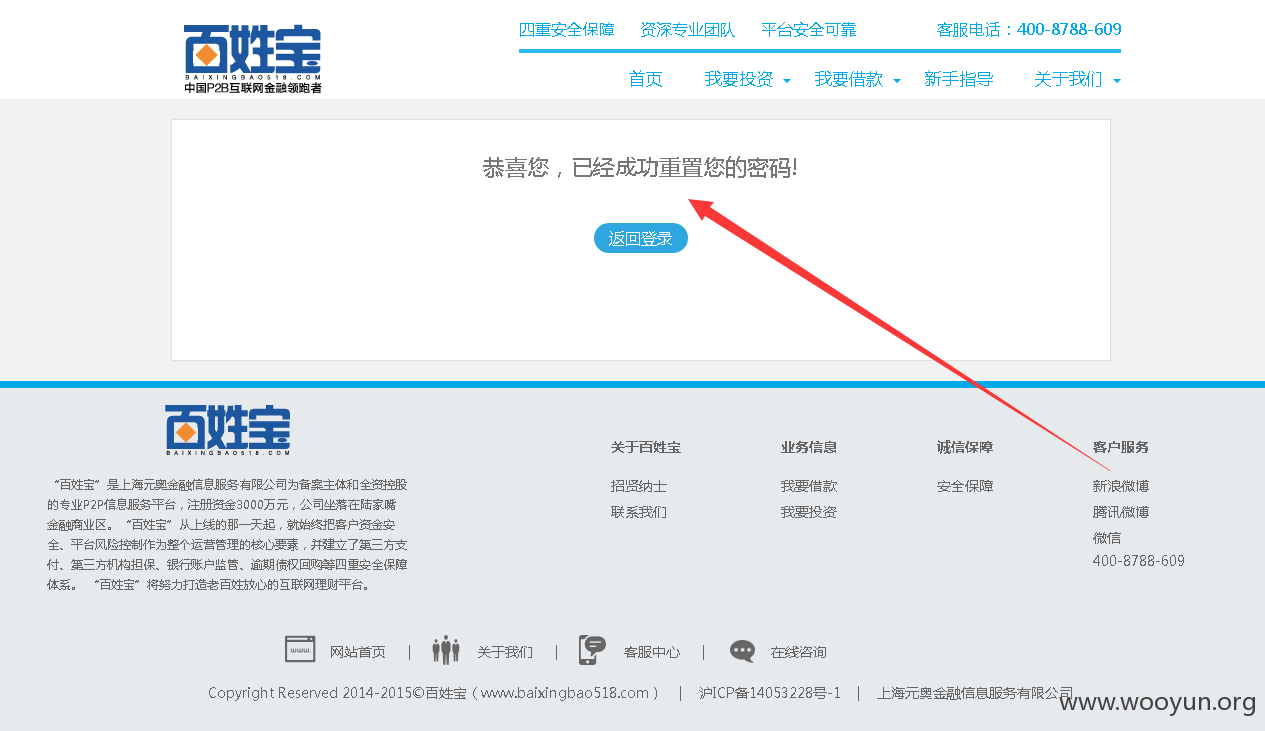 四重安全保障 资深专业团队 平台安全可靠 客服电话：400-8788-609
百姓宝
BAIXINGBAO518.COM
中国P2B互联网金融领跑者
首页 我要投资 我要借款 新手指导 关于我们
恭喜您，已经成功重置您的密码!
返回登录
百姓宝
BAIXINGBAO518.COM
“百姓宝”是上海元奥金融信息服务有限公司为备案主体和全资控股
的专业P2P信息服务平台，注册资金3000万元，公司坐落在陆家嘴
金融商业区。“百姓宝”从上线的那一天起，就始终把客户资金安
全、平台风险控制作为整个运营管理的核心要素，并建立了第三方支
付、第三方机构担保、银行账户监管、逾期债权回购等四重安全保障
体系。 “百姓宝”将努力打造老百姓放心的互联网理财平台。
关于百姓宝
招贤纳士
联系我们
业务信息
我要借款
我要投资
诚信保障
安全保障
客户服务
新浪微博
腾讯微博
微信
400-8788-609
www. 网站首页 | 关于我们 | 客服中心 | 在线咨询
Copyright Reserved 2014-2015©百姓宝（www.baixingbao518.com） | 沪ICP备14053228号-1 | 上海元奥金融信息服务有限公司
www.wooyun.org